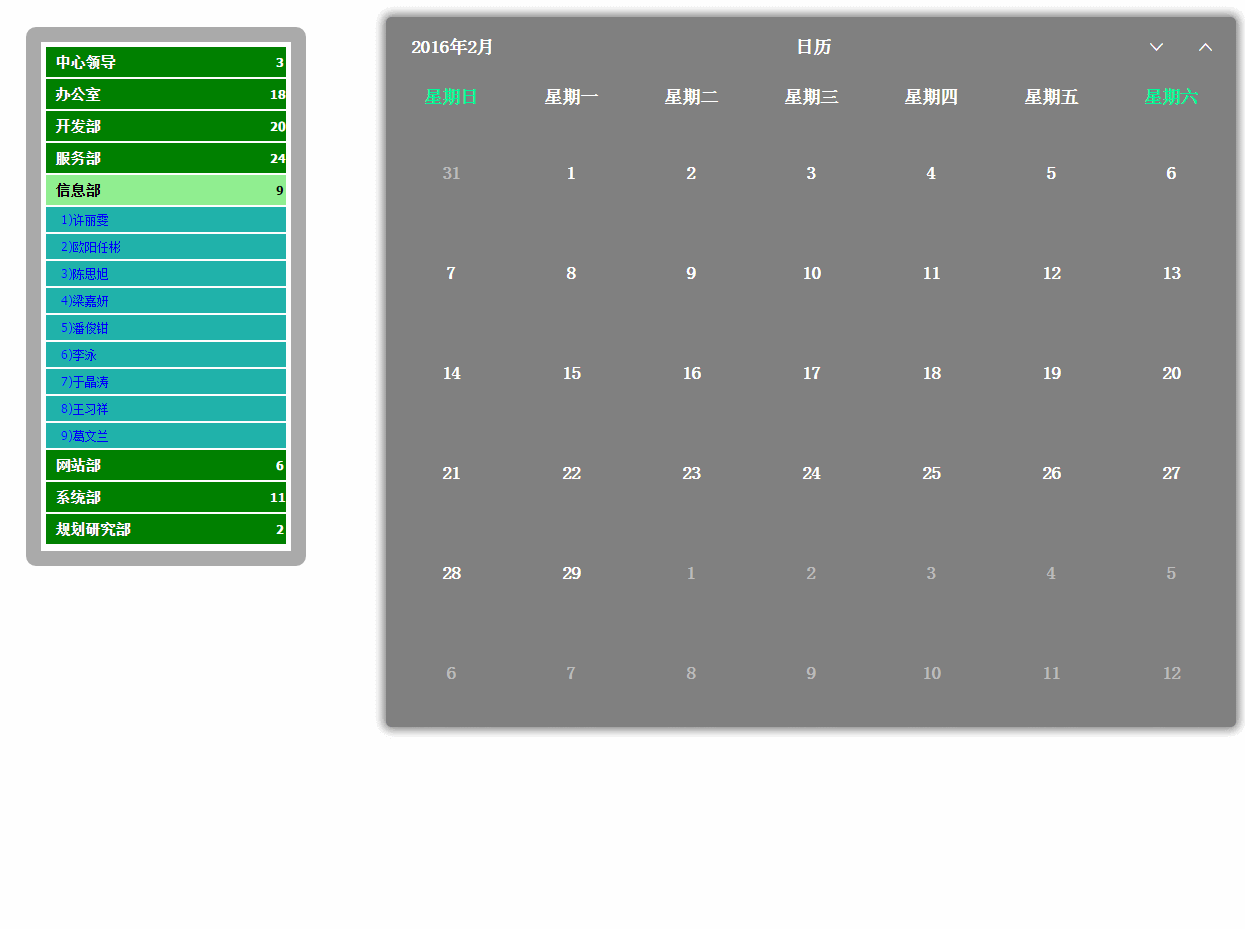 中心领导 3
办公室 18
开发部 20
服务部 24
信息部 9
1)许丽雯
2)欧阳任彬
3)陈思旭
4)梁嘉妍
5)潘俊钳
6)李泳
7)于晶涛
8)王习祥
9)葛文兰
网站部 6
系统部 11
规划研究部 2
2016年2月 日历
星期日 星期一 星期二 星期三 星期四 星期五 星期六
31 1 2 3 4 5 6
7 8 9 10 11 12 13
14 15 16 17 18 19 20
21 22 23 24 25 26 27
28 29 1 2 3 4 5
6 7 8 9 10 11 12